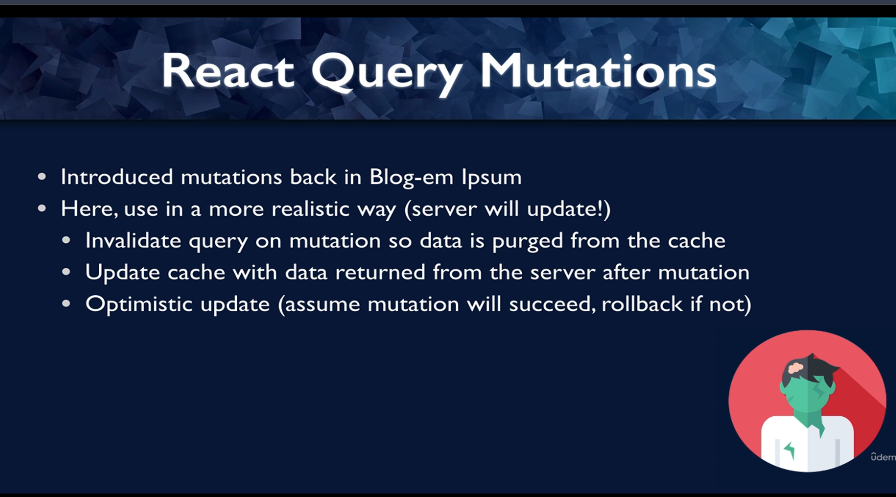 React Query Mutations
• Introduced mutations back in Blog-em Ipsum
• Here, use in a more realistic way (server will update!)
• Invalidate query on mutation so data is purged from the cache
• Update cache with data returned from the server after mutation
• Optimistic update (assume mutation will succeed, rollback if not)